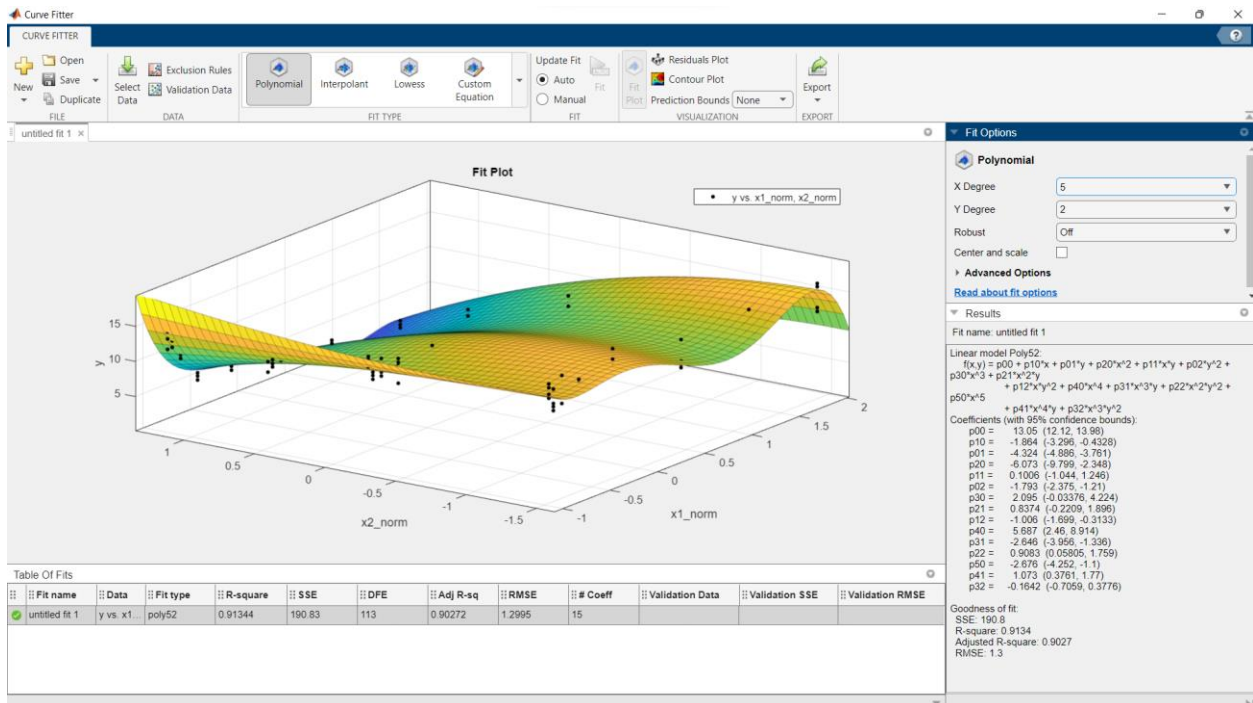 Curve Fitter
CURVE FITTER
New
Open
Save
Duplicate
FILE
Select Data
Exclusion Rules
Validation Data
DATA
Polynomial
Interpolant
Lowess
Custom Equation
FIT TYPE
Update Fit
Auto
Manual
Fit
FIT
Fit Plot
Residuals Plot
Contour Plot
Prediction Bounds None
VISUALIZATION
Export
EXPORT
untitled fit 1
Fit Plot
y vs. x1_norm, x2_norm
y
15
10
5
1
0.5
0
-0.5
-1
-1.5
x2_norm
-1
-0.5
0
0.5
1
1.5
2
x1_norm
Fit Options
Polynomial
X Degree 5
Y Degree 2
Robust Off
Center and scale
Advanced Options
Read about fit options
Results
Fit name: untitled fit 1
Linear model Poly52:
f(x,y) = p00 + p10*x + p01*y + p20*x^2 + p11*x*y + p02*y^2 +
p30*x^3 + p21*x^2*y
+ p12*x*y^2 + p40*x^4 + p31*x^3*y + p22*x^2*y^2 +
p50*x^5
+ p41*x^4*y + p32*x^3*y^2
Coefficients (with 95% confidence bounds):
p00 = 13.05 (12.12, 13.98)
p10 = -1.864 (-3.296, -0.4328)
p01 = -4.324 (-4.886, -3.761)
p20 = -6.073 (-9.799, -2.348)
p11 = 0.1006 (-1.044, 1.246)
p02 = -1.793 (-2.375, -1.21)
p30 = 2.095 (-0.03376, 4.224)
p21 = 0.8374 (-0.2209, 1.896)
p12 = -1.006 (-1.699, -0.3133)
p40 = 5.687 (2.46, 8.914)
p31 = -2.646 (-3.956, -1.336)
p22 = 0.9083 (0.05805, 1.759)
p50 = -2.676 (-4.252, -1.1)
p41 = 1.073 (0.3761, 1.77)
p32 = -0.1642 (-0.7059, 0.3776)
Goodness of fit:
SSE: 190.8
R-square: 0.9134
Adjusted R-square: 0.9027
RMSE: 1.3
Table Of Fits
Fit name Data Fit type R-square SSE DFE Adj R-sq RMSE # Coeff Validation Data Validation SSE Validation RMSE
untitled fit 1 y vs. x1... poly52 0.91344 190.83 113 0.90272 1.2995 15